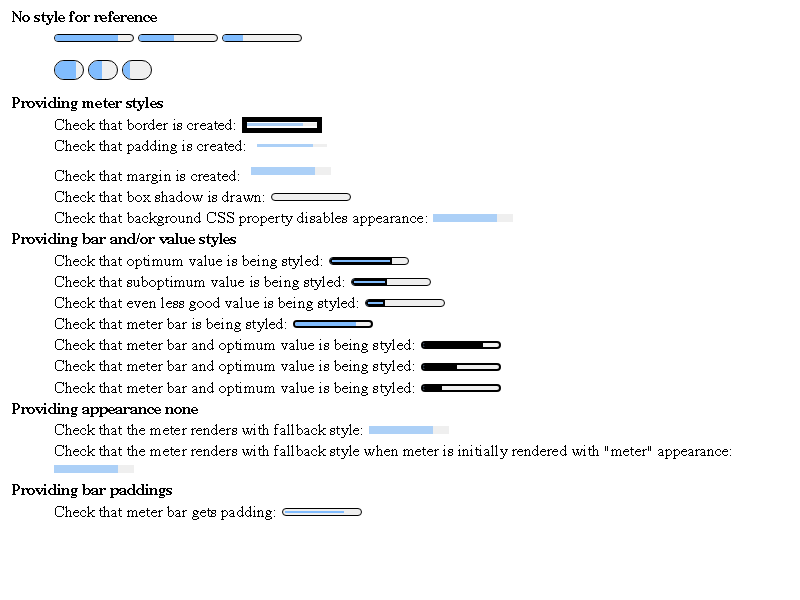 No style for reference
Providing meter styles
Check that border is created:
Check that padding is created:
Check that margin is created:
Check that box shadow is drawn:
Check that background CSS property disables appearance:
Providing bar and/or value styles
Check that optimum value is being styled:
Check that suboptimum value is being styled:
Check that even less good value is being styled:
Check that meter bar is being styled:
Check that meter bar and optimum value is being styled:
Check that meter bar and optimum value is being styled:
Check that meter bar and optimum value is being styled:
Providing appearance none
Check that the meter renders with fallback style:
Check that the meter renders with fallback style when meter is initially rendered with "meter" appearance:
Providing bar paddings
Check that meter bar gets padding: